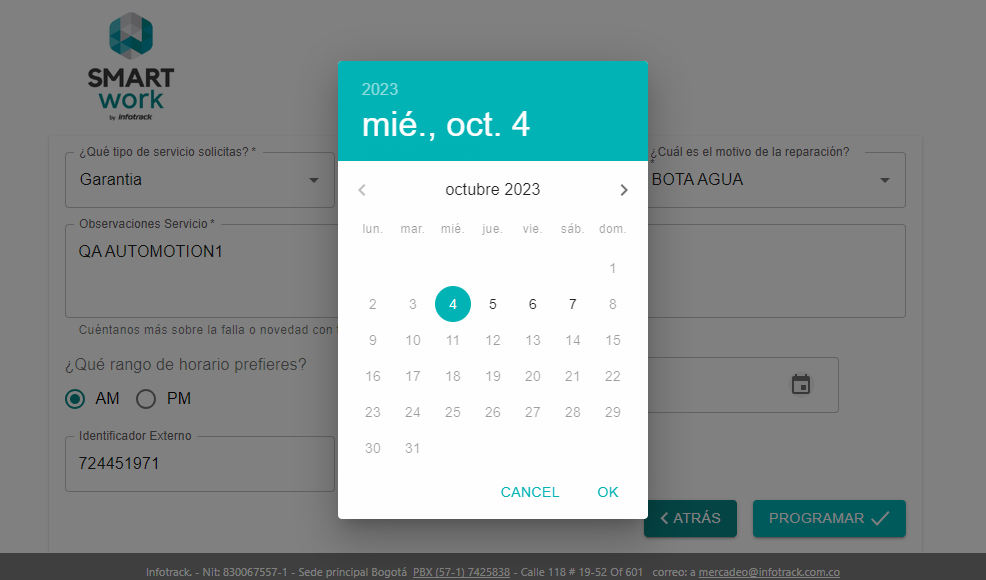 SMART
work
by infotrack
2023
mié., oct. 4
¿Qué tipo de servicio solicitas? *
Garantia
¿Cuál es el motivo de la reparación?
*
BOTA AGUA
octubre 2023
lun. mar. mié. jue. vie. sáb. dom.
1
2 3 4 5 6 7 8
9 10 11 12 13 14 15
16 17 18 19 20 21 22
23 24 25 26 27 28 29
30 31
CANCEL OK
Observaciones Servicio *
QA AUTOMOTION1
Cuéntanos más sobre la falla o novedad con
¿Qué rango de horario prefieres?
AM PM
Identificador Externo
724451971
ATRÁS PROGRAMAR
Infotrack. - Nit: 830067557-1 - Sede principal Bogotá PBX (57-1) 7425838 - Calle 118 # 19-52 Of 601 correo: a mercadeo@infotrack.com.co